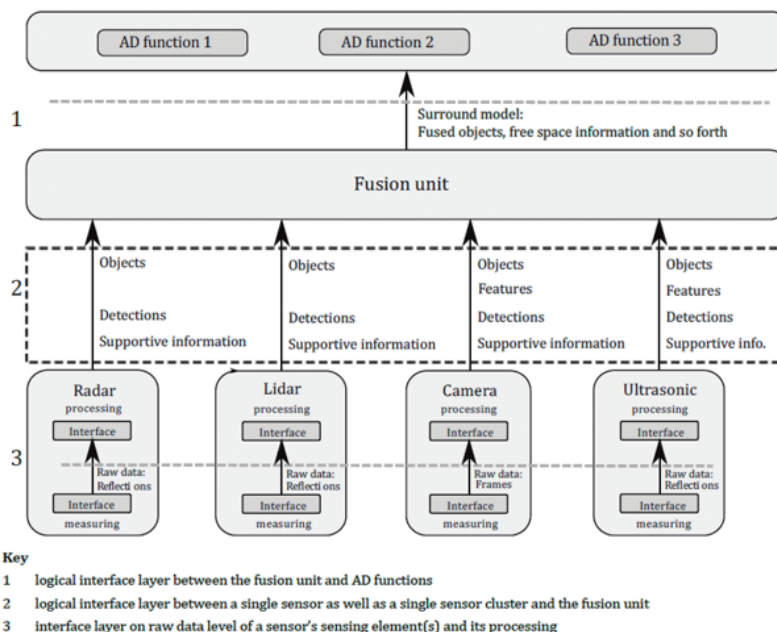 AD function 1
AD function 2
AD function 3
1
Surround model:
Fused objects, free space information and so forth
Fusion unit
2
Objects
Detections
Supportive information
Objects
Detections
Supportive information
Objects
Features
Detections
Supportive information
Objects
Features
Detections
Supportive info.
3
Radar
processing
Interface
Raw data:
Reflections
Interface
measuring
Lidar
processing
Interface
Raw data:
Reflections
Interface
measuring
Camera
processing
Interface
Raw data:
Frames
Interface
measuring
Ultrasonic
processing
Interface
Raw data:
Reflections
Interface
measuring
Key
1 logical interface layer between the fusion unit and AD functions
2 logical interface layer between a single sensor as well as a single sensor cluster and the fusion unit
3 interface layer on raw data level of a sensor's sensing element(s) and its processing